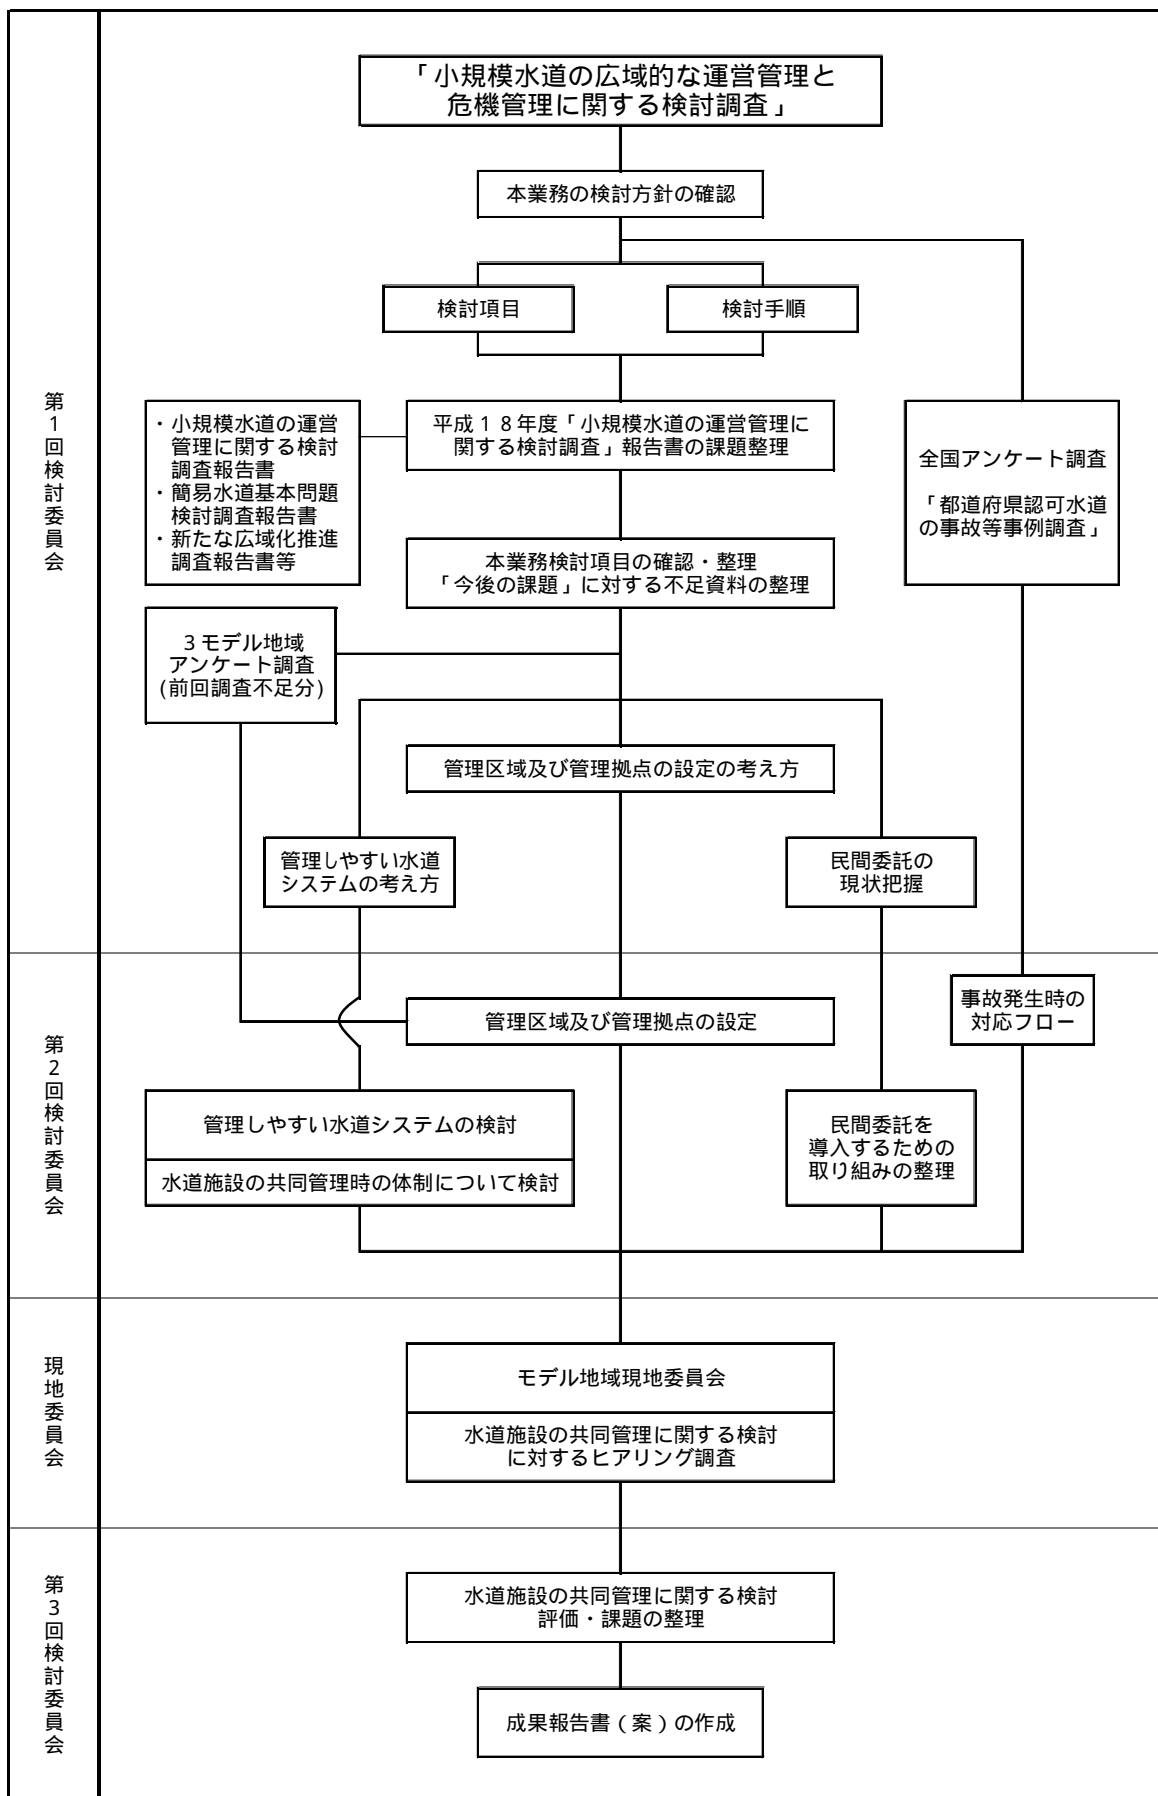 「小規模水道の広域的な運営管理と
危機管理に関する検討調査」
本業務の検討方針の確認
検討項目
検討手順
第1回検討委員会
・小規模水道の運営
管理に関する検討
調査報告書
・簡易水道基本問題
検討調査報告書
・新たな広域化推進
調査報告書等
平成18年度「小規模水道の運営管理に
関する検討調査」報告書の課題整理
全国アンケート調査
「都道府県認可水道
の事故等事例調査」
本業務検討項目の確認・整理
「今後の課題」に対する不足資料の整理
3モデル地域
アンケート調査
(前回調査不足分)
管理区域及び管理拠点の設定の考え方
管理しやすい水道
システムの考え方
民間委託の
現状把握
第2回検討委員会
管理区域及び管理拠点の設定
事故発生時の
対応フロー
管理しやすい水道システムの検討
水道施設の共同管理時の体制について検討
民間委託を
導入するための
取り組みの整理
現地委員会
モデル地域現地委員会
水道施設の共同管理に関する検討
に対するヒアリング調査
第3回検討委員会
水道施設の共同管理に関する検討
評価・課題の整理
成果報告書(案)の作成